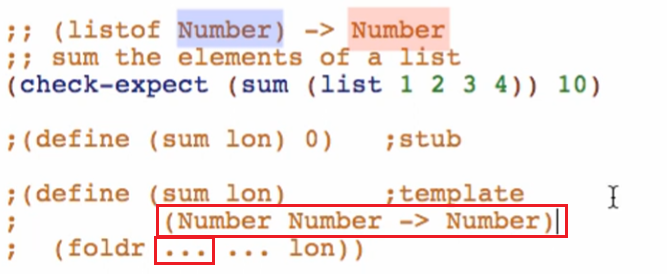 ;; (listof Number) -> Number
;; sum the elements of a list
(check-expect (sum (list 1 2 3 4)) 10)
;(define (sum lon) 0)   ;stub
;(define (sum lon)      ;template
;         (Number Number -> Number)
;  (foldr ... ... lon))